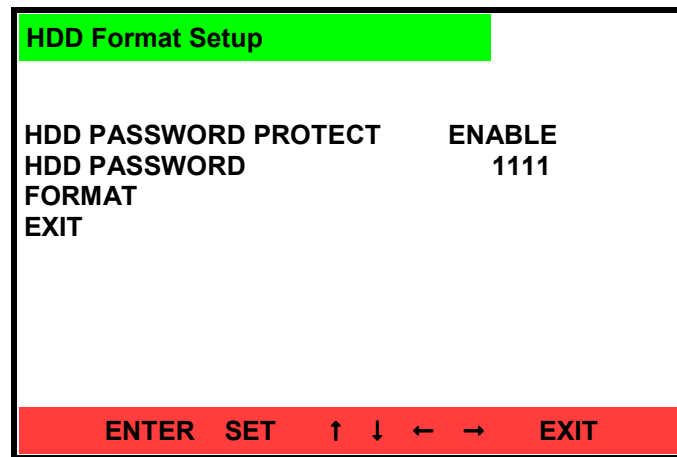 HDD Format Setup
HDD PASSWORD PROTECT ENABLE
HDD PASSWORD 1111
FORMAT
EXIT
ENTER SET ↑ ↓ ← → EXIT